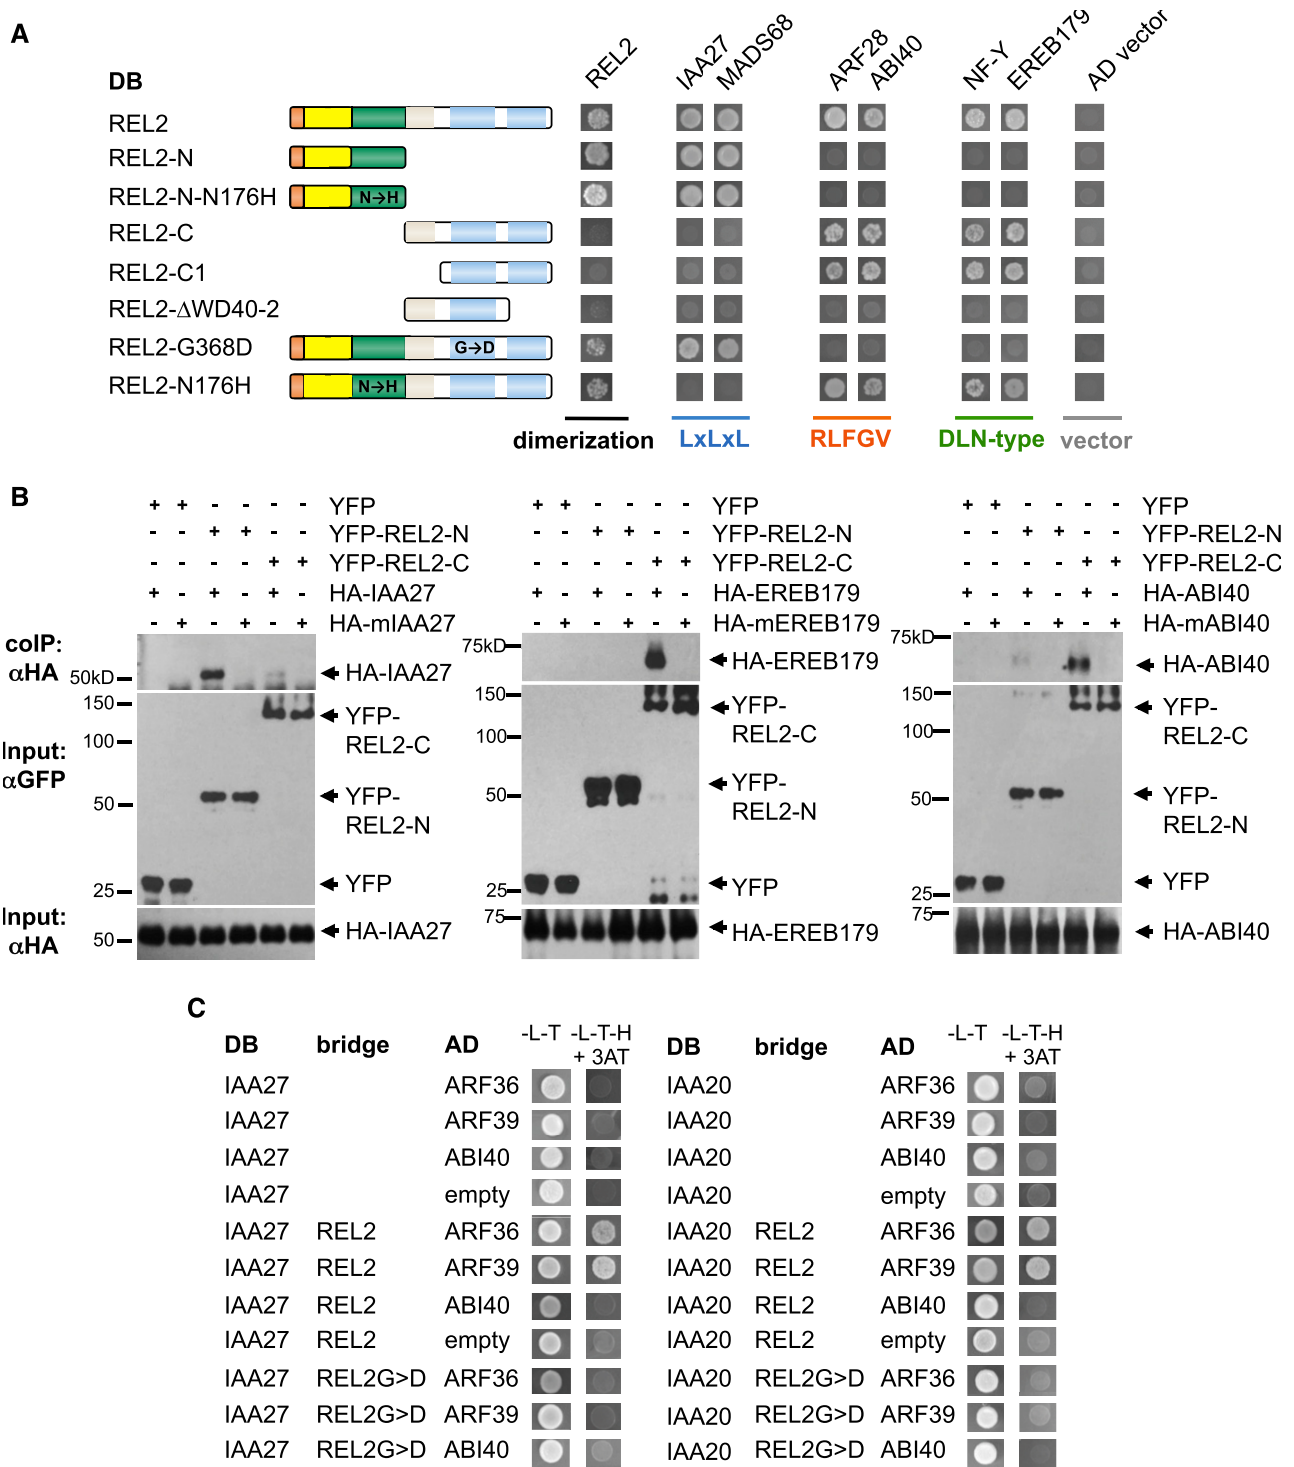 A
DB
REL2
IAA27
MADS68
ARF28
ABI40
NF-Y
EREB179
AD vector
REL2
REL2-N
REL2-N-N176H
N→H
REL2-C
REL2-C1
REL2-ΔWD40-2
REL2-G368D
G→D
REL2-N176H
N→H
dimerization LxLxL RLFGV DLN-type vector
B
+ + - - - - YFP
- - + + - - YFP-REL2-N
- - - - + + YFP-REL2-C
+ - + - + - HA-IAA27
- + - + - + HA-mIAA27
coIP:
αHA
50kD
HA-IAA27
150
100
50
25
Input:
αGFP
YFP-
REL2-C
YFP-
REL2-N
YFP
Input:
αHA
50
HA-IAA27
+ + - - - - YFP
- - + + - - YFP-REL2-N
- - - - + + YFP-REL2-C
+ - + - + - HA-EREB179
- + - + - + HA-mEREB179
75kD
HA-EREB179
150
100
50
25
YFP-
REL2-C
YFP-
REL2-N
YFP
75
HA-EREB179
+ + - - - - YFP
- - + + - - YFP-REL2-N
- - - - + + YFP-REL2-C
+ - + - + - HA-ABI40
- + - + - + HA-mABI40
75kD
HA-ABI40
150
100
50
25
YFP-
REL2-C
YFP-
REL2-N
YFP
75
HA-ABI40
C
DB bridge AD -L-T -L-T-H + 3AT
IAA27 ARF36
IAA27 ARF39
IAA27 ABI40
IAA27 empty
IAA27 REL2 ARF36
IAA27 REL2 ARF39
IAA27 REL2 ABI40
IAA27 REL2 empty
IAA27 REL2G>D ARF36
IAA27 REL2G>D ARF39
IAA27 REL2G>D ABI40
DB bridge AD -L-T -L-T-H + 3AT
IAA20 ARF36
IAA20 ARF39
IAA20 ABI40
IAA20 empty
IAA20 REL2 ARF36
IAA20 REL2 ARF39
IAA20 REL2 ABI40
IAA20 REL2 empty
IAA20 REL2G>D ARF36
IAA20 REL2G>D ARF39
IAA20 REL2G>D ABI40